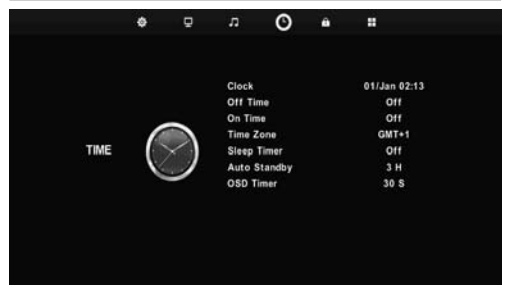 Clock 01/Jan 02:13
Off Time Off
On Time Off
Time Zone GMT+1
TIME
Sleep Timer Off
Auto Standby 3 H
OSD Timer 30 S